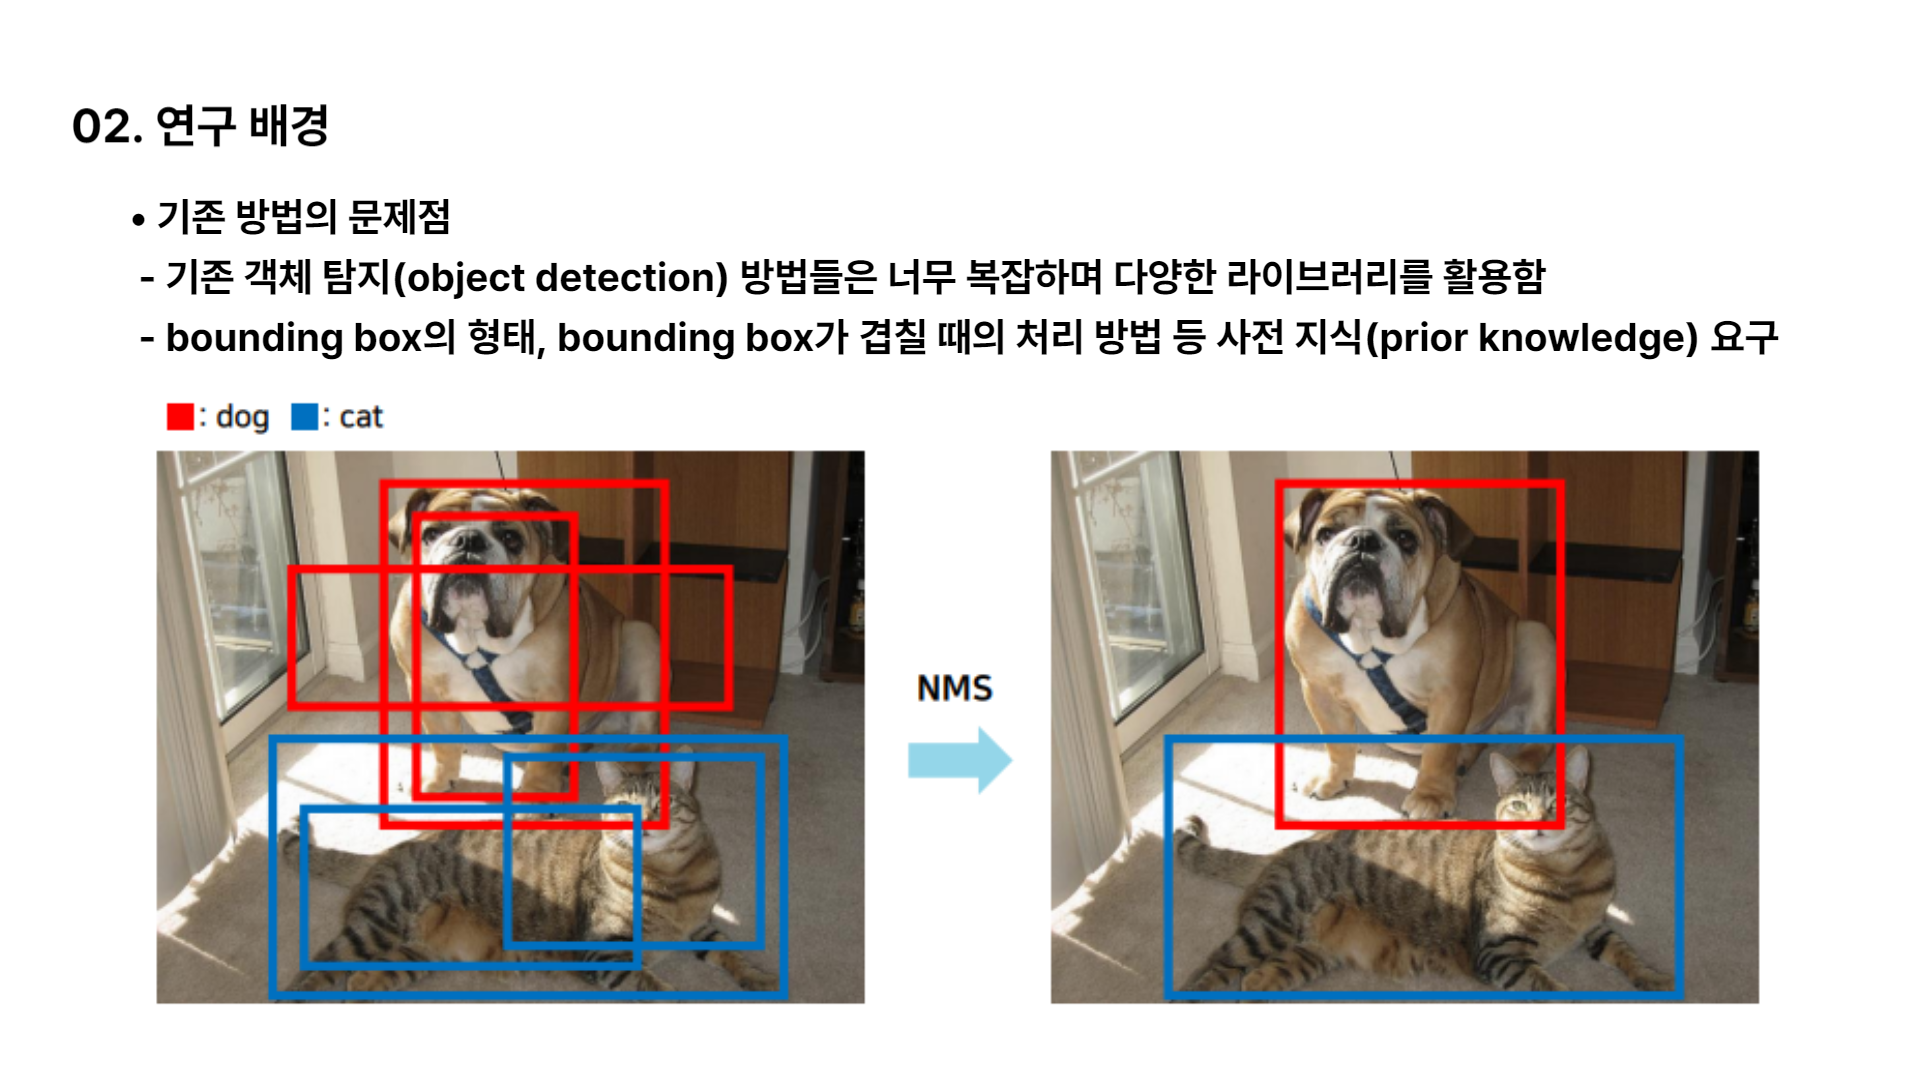 02. 연구 배경
• 기존 방법의 문제점
- 기존 객체 탐지(object detection) 방법들은 너무 복잡하며 다양한 라이브러리를 활용함
- bounding box의 형태, bounding box가 겹칠 때의 처리 방법 등 사전 지식(prior knowledge) 요구
: dog : cat
NMS